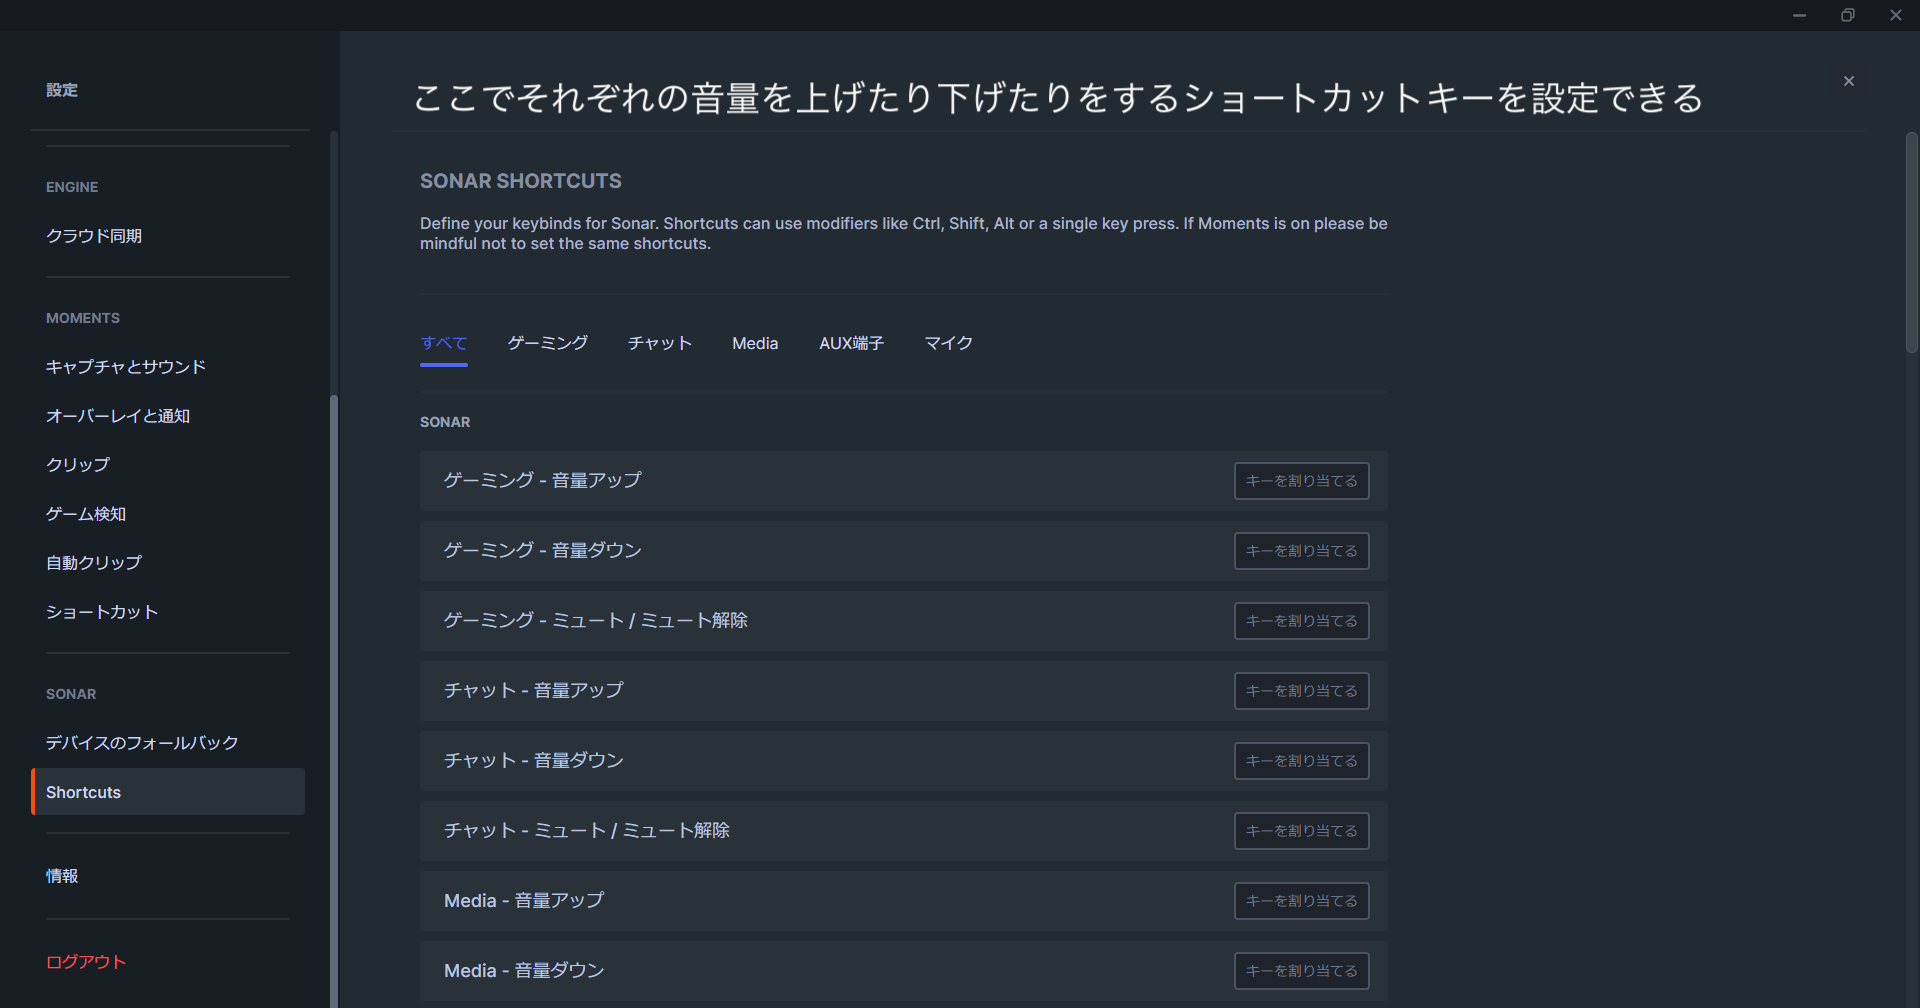 設定
ENGINE
クラウド同期
MOMENTS
キャプチャとサウンド
オーバーレイと通知
クリップ
ゲーム検知
自動クリップ
ショートカット
SONAR
デバイスのフォールバック
Shortcuts
情報
ログアウト
ここでそれぞれの音量を上げたり下げたりをするショートカットキーを設定できる
SONAR SHORTCUTS
Define your keybinds for Sonar. Shortcuts can use modifiers like Ctrl, Shift, Alt or a single key press. If Moments is on please be
mindful not to set the same shortcuts.
すべて ゲーミング チャット Media AUX端子 マイク
SONAR
ゲーミング - 音量アップ キーを割り当てる
ゲーミング - 音量ダウン キーを割り当てる
ゲーミング - ミュート / ミュート解除 キーを割り当てる
チャット - 音量アップ キーを割り当てる
チャット - 音量ダウン キーを割り当てる
チャット - ミュート / ミュート解除 キーを割り当てる
Media - 音量アップ キーを割り当てる
Media - 音量ダウン キーを割り当てる